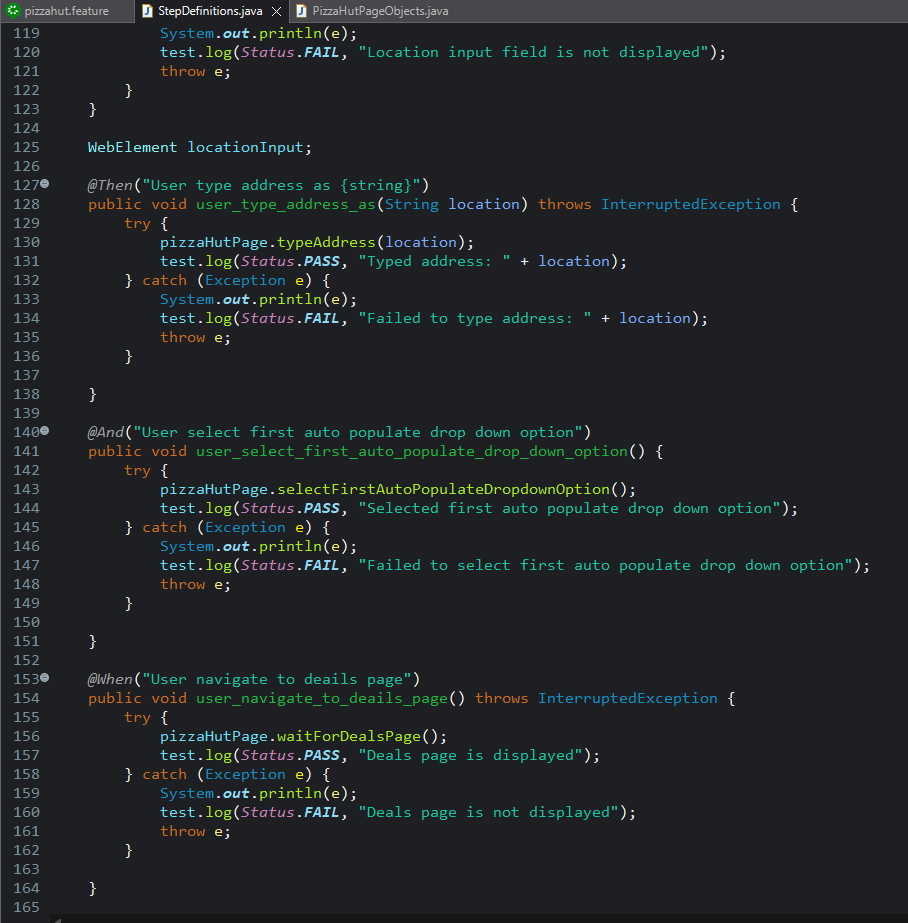 pizzahut.feature StepDefinitions.java PizzaHutPageObjects.java
119 System.out.println(e);
120 test.log(Status.FAIL, "Location input field is not displayed");
121 throw e;
122 }
123 }
124
125 WebElement locationInput;
126
127 @Then("User type address as {string}")
128 public void user_type_address_as(String location) throws InterruptedException {
129 try {
130 pizzaHutPage.typeAddress(location);
131 test.log(Status.PASS, "Typed address: " + location);
132 } catch (Exception e) {
133 System.out.println(e);
134 test.log(Status.FAIL, "Failed to type address: " + location);
135 throw e;
136 }
137
138 }
139
140 @And("User select first auto populate drop down option")
141 public void user_select_first_auto_populate_drop_down_option() {
142 try {
143 pizzaHutPage.selectFirstAutoPopulateDropdownOption();
144 test.log(Status.PASS, "Selected first auto populate drop down option");
145 } catch (Exception e) {
146 System.out.println(e);
147 test.log(Status.FAIL, "Failed to select first auto populate drop down option");
148 throw e;
149 }
150
151 }
152
153 @When("User navigate to deails page")
154 public void user_navigate_to_deails_page() throws InterruptedException {
155 try {
156 pizzaHutPage.waitForDealsPage();
157 test.log(Status.PASS, "Deals page is displayed");
158 } catch (Exception e) {
159 System.out.println(e);
160 test.log(Status.FAIL, "Deals page is not displayed");
161 throw e;
162 }
163
164 }
165